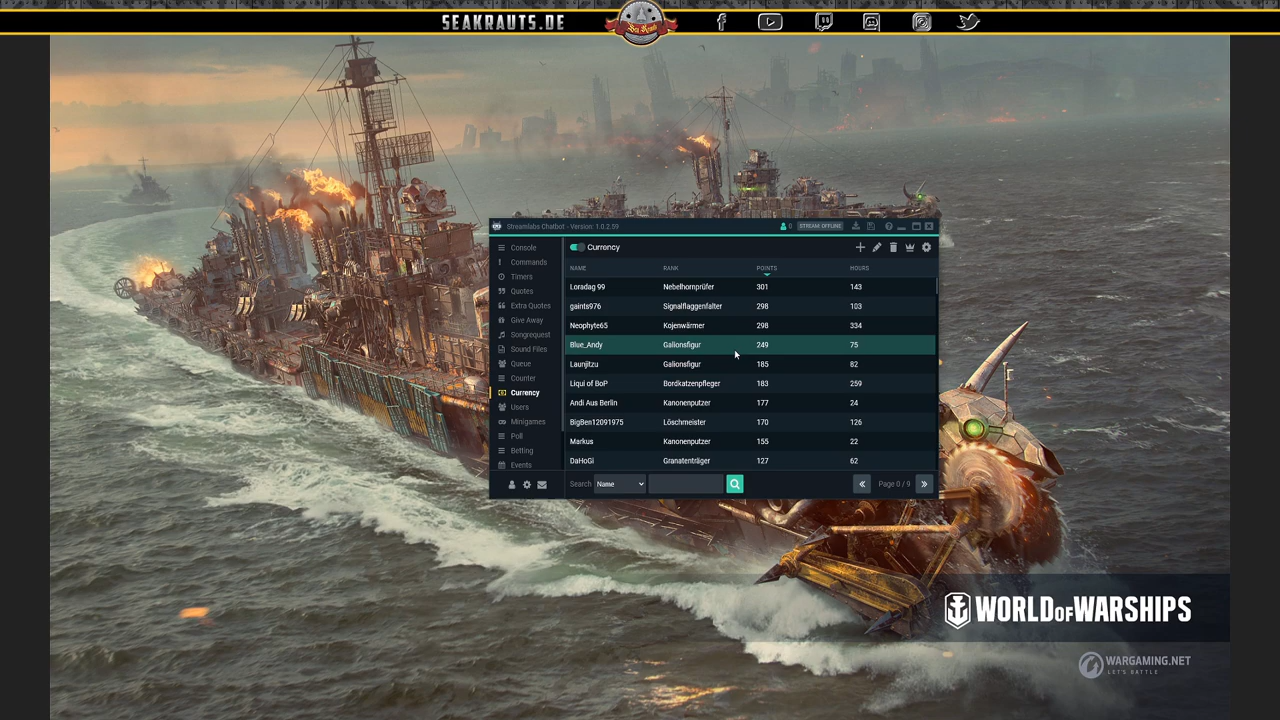 SEAKRAUTS.DE
Sea Krauts
Streamlabs Chatbot - Version: 1.0.2.59
0
STREAM: OFFLINE
Console
Commands
Timers
Quotes
Extra Quotes
Give Away
Songrequest
Sound Files
Queue
Counter
Currency
Users
Minigames
Poll
Betting
Events
Currency
NAME RANK POINTS HOURS
Loradag 99 Nebelhornprüfer 301 143
gaints976 Signalflaggenfalter 298 103
Neophyte65 Kojenwärmer 298 334
Blue_Andy Galionsfigur 249 75
Launjitzu Galionsfigur 185 82
Liqui of BoP Bordkatzenpfleger 183 259
Andi Aus Berlin Kanonenputzer 177 24
BigBen12091975 Löschmeister 170 126
Markus Kanonenputzer 155 22
DaHoGi Granatenträger 127 62
Search Name Page 0 / 9
WORLD OF WARSHIPS
WARGAMING.NET
LET'S BATTLE